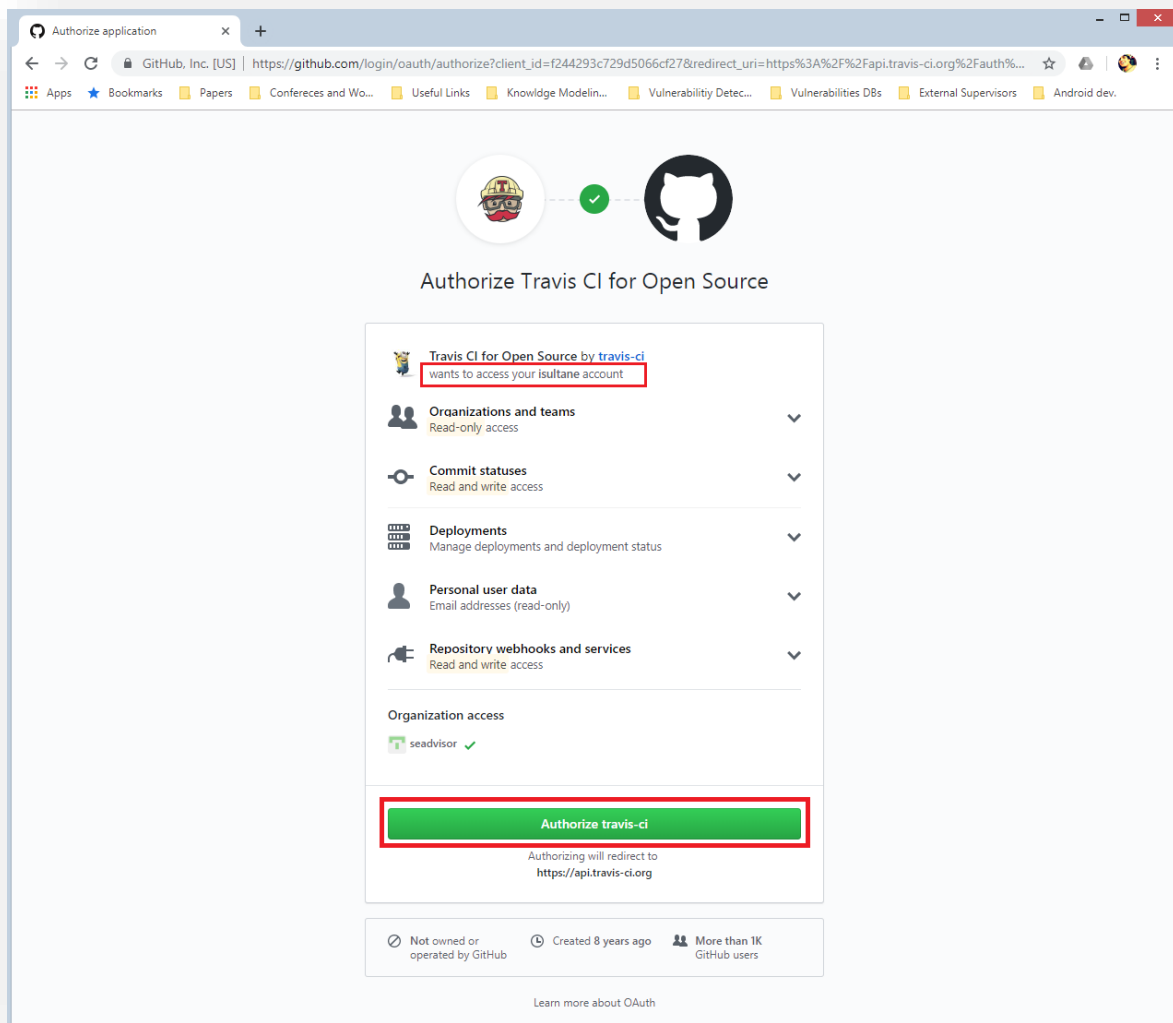 Authorize application
GitHub, Inc. [US] | https://github.com/login/oauth/authorize?client_id=f244293c729d5066cf27&redirect_uri=https%3A%2F%2Fapi.travis-ci.org%2Fauth%...
Apps Bookmarks Papers Confereces and Wo... Useful Links Knowldge Modelin... Vulnerabilitiy Detec... Vulnerabilities DBs External Supervisors Android dev.
Authorize Travis CI for Open Source
Travis CI for Open Source by travis-ci
wants to access your isultane account
Organizations and teams
Read-only access
Commit statuses
Read and write access
Deployments
Manage deployments and deployment status
Personal user data
Email addresses (read-only)
Repository webhooks and services
Read and write access
Organization access
seadvisor
Authorize travis-ci
Authorizing will redirect to
https://api.travis-ci.org
Not owned or
operated by GitHub
Created 8 years ago
More than 1K
GitHub users
Learn more about OAuth